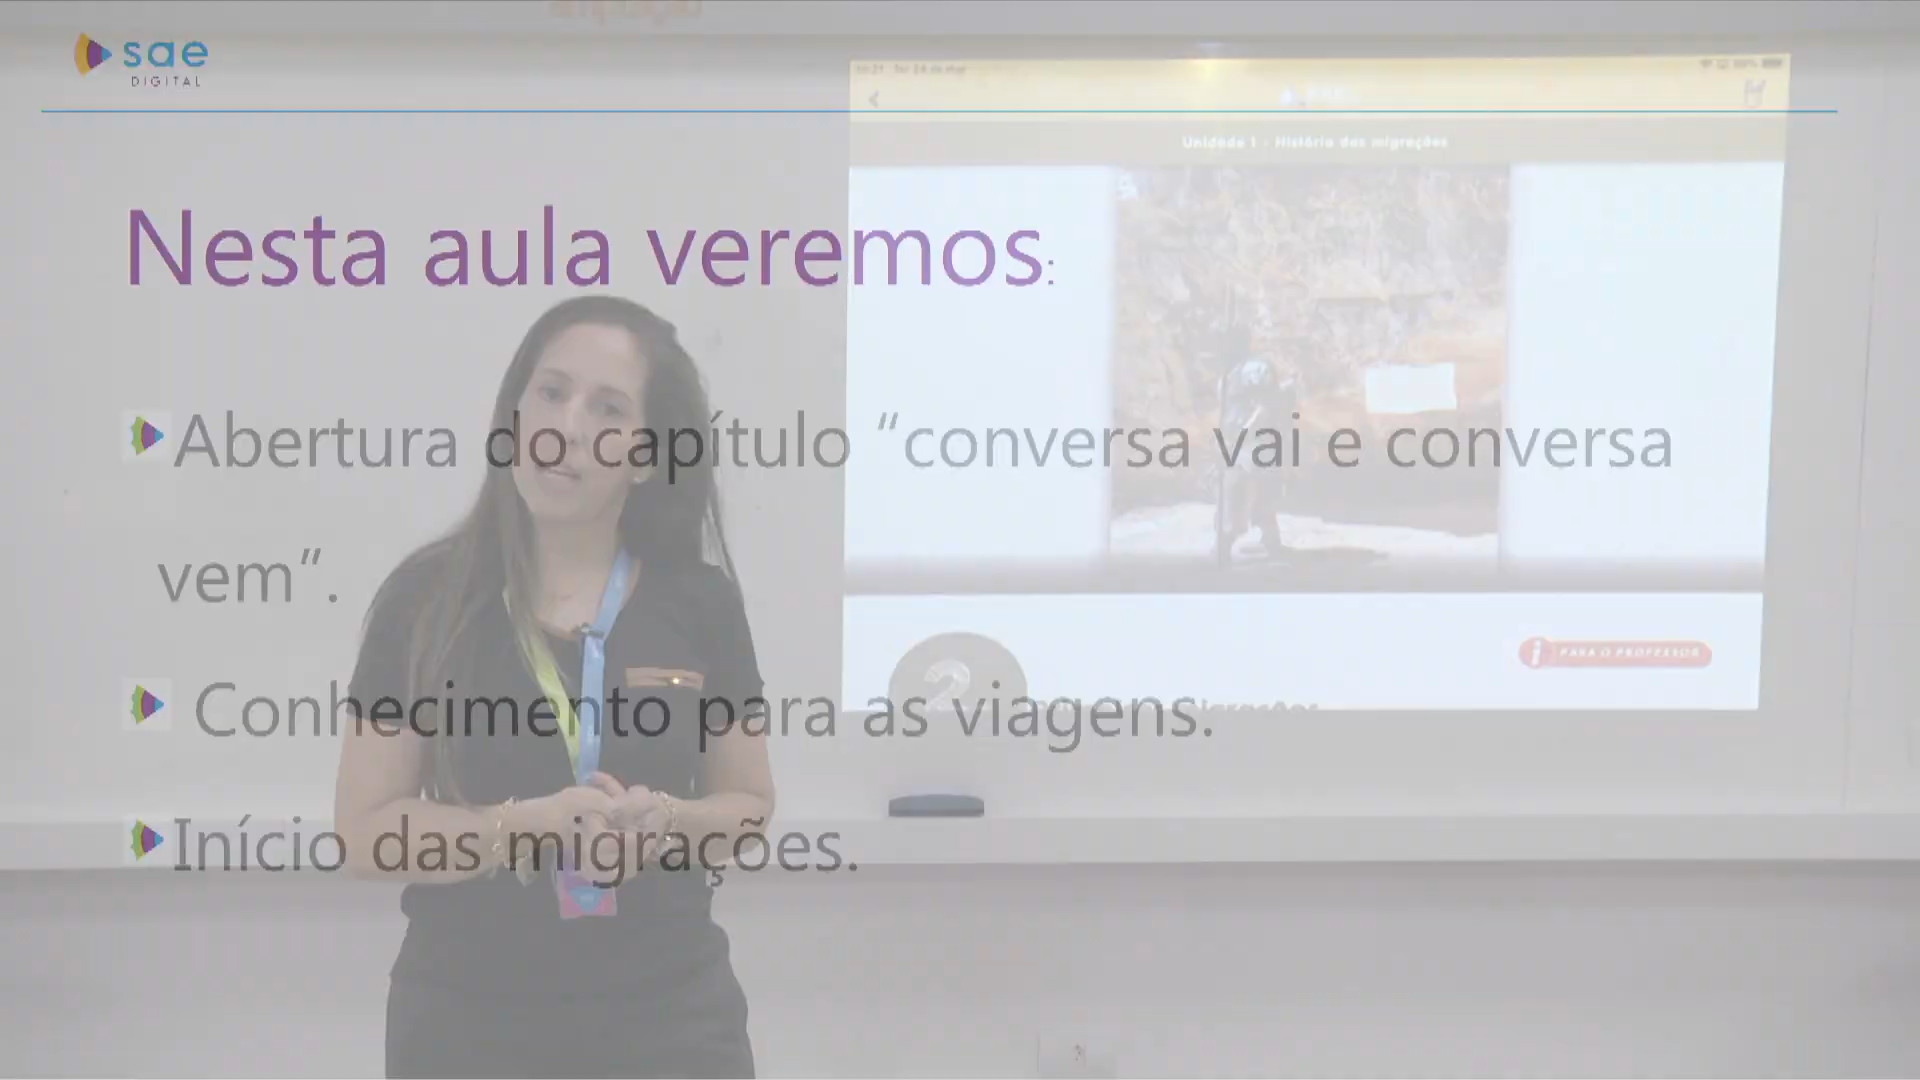 sae
DIGITAL
Unidade 1 - História das migrações
Nesta aula veremos:
Abertura do capítulo “conversa vai e conversa
vem”.
PARA O PROFESSOR
2
Conhecimento para as viagens.
Início das migrações.